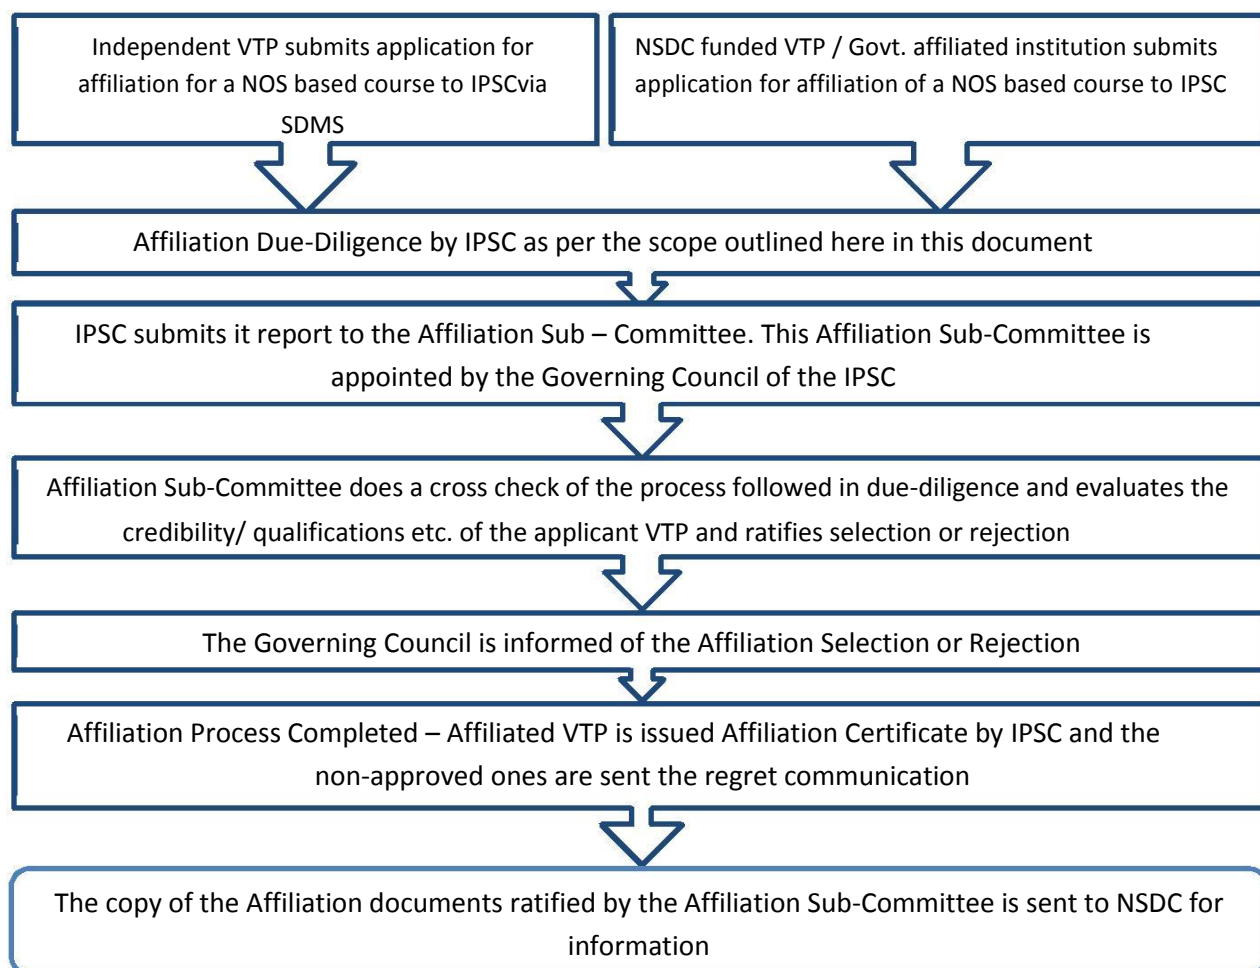 Independent VTP submits application for
affiliation for a NOS based course to IPSCvia
SDMS
NSDC funded VTP / Govt. affiliated institution submits
application for affiliation of a NOS based course to IPSC
Affiliation Due-Diligence by IPSC as per the scope outlined here in this document
IPSC submits it report to the Affiliation Sub – Committee. This Affiliation Sub-Committee is
appointed by the Governing Council of the IPSC
Affiliation Sub-Committee does a cross check of the process followed in due-diligence and evaluates the
credibility/ qualifications etc. of the applicant VTP and ratifies selection or rejection
The Governing Council is informed of the Affiliation Selection or Rejection
Affiliation Process Completed – Affiliated VTP is issued Affiliation Certificate by IPSC and the
non-approved ones are sent the regret communication
The copy of the Affiliation documents ratified by the Affiliation Sub-Committee is sent to NSDC for
information